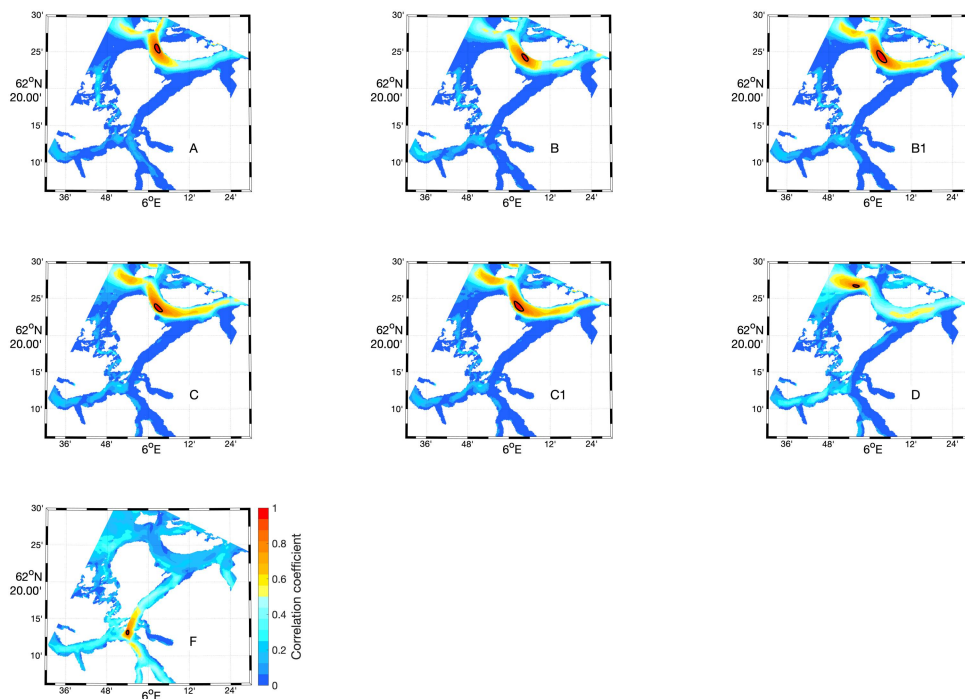 30' 30' 30'
25' 25' 25'
62°N 62°N 62°N
20.00' 20.00' 20.00'
15' 15' 15'
A B B1
10' 10' 10'
36' 48' 6°E 12' 24' 36' 48' 6°E 12' 24' 36' 48' 6°E 12' 24'
30' 30' 30'
25' 25' 25'
62°N 62°N 62°N
20.00' 20.00' 20.00'
15' 15' 15'
C C1 D
10' 10' 10'
36' 48' 6°E 12' 24' 36' 48' 6°E 12' 24' 36' 48' 6°E 12' 24'
30' 1
25' 0.8
62°N 0.6
20.00'
15' 0.4
F 0.2
10'
0
36' 48' 6°E 12' 24'
Correlation coefficient